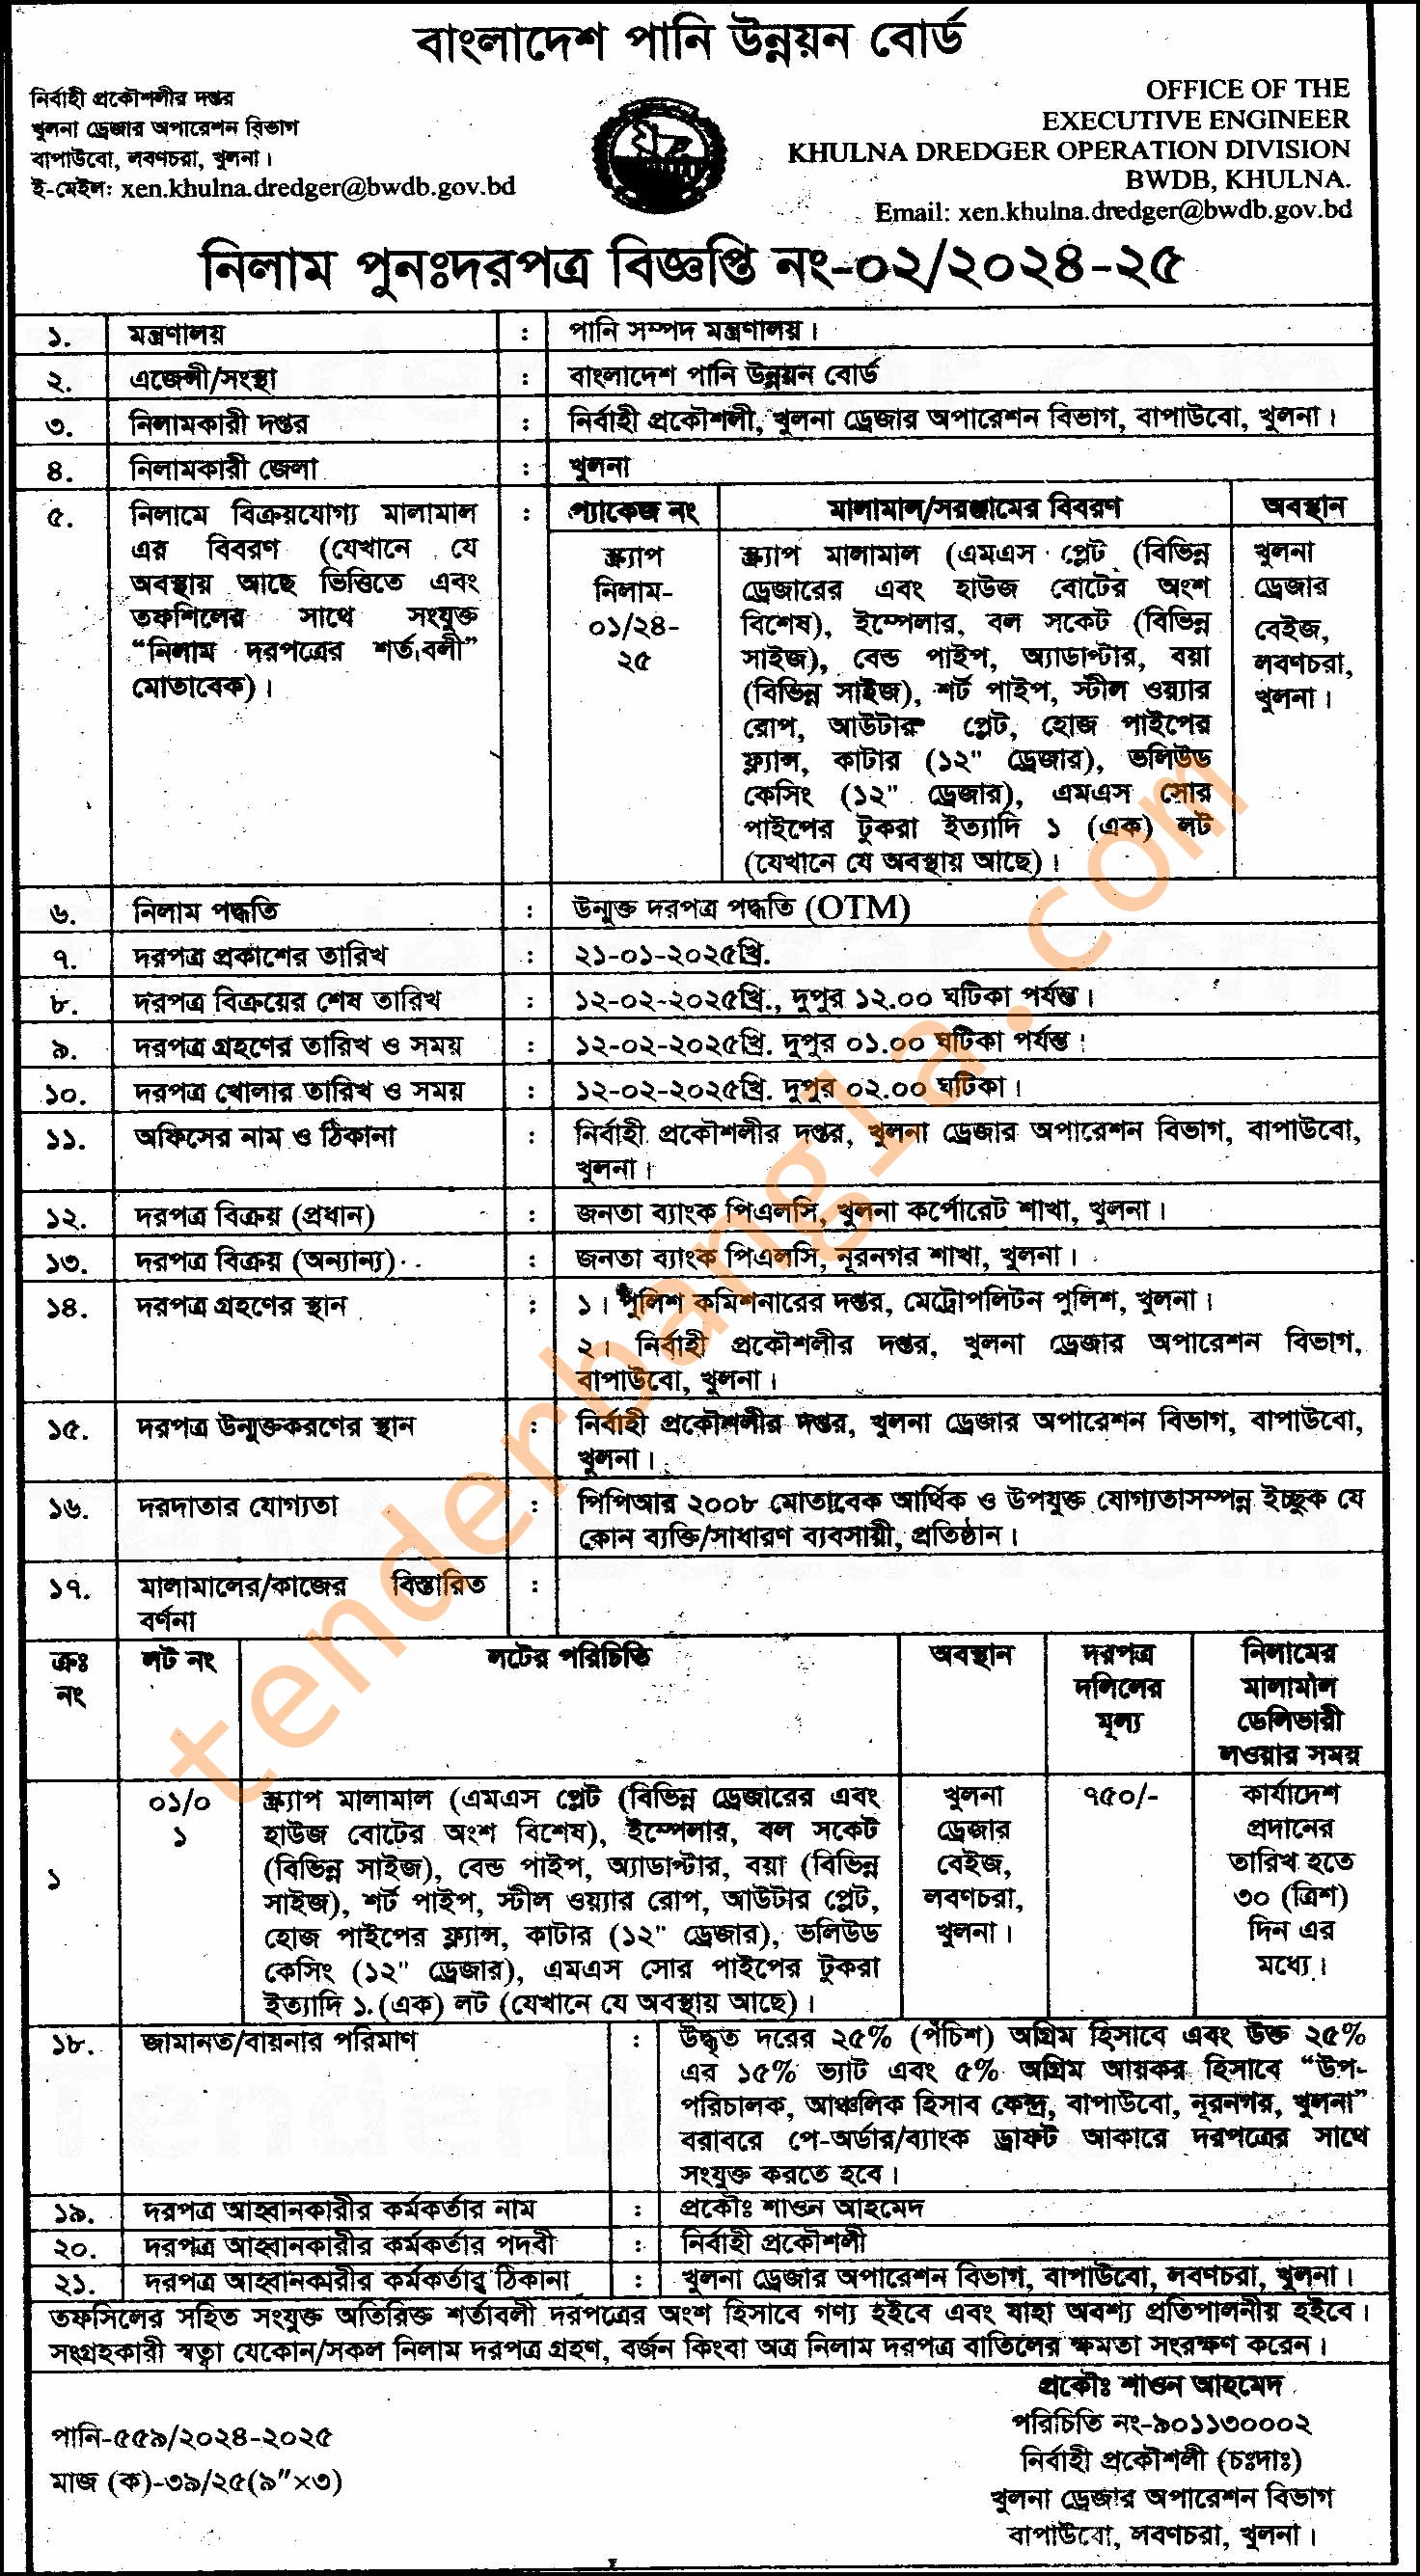 বাংলাদেশ পানি উন্নয়ন বোর্ড
নির্বাহী প্রকৌশলীর দপ্তর
খুলনা ড্রেজার অপারেশন বিভাগ
বাপাউবো, লবণচরা, খুলনা।
ই-মেইল: xen.khulna.dredger@bwdb.gov.bd
OFFICE OF THE
EXECUTIVE ENGINEER
KHULNA DREDGER OPERATION DIVISION
BWDB, KHULNA.
Email: xen.khulna.dredger@bwdb.gov.bd
নিলাম পুনঃদরপত্র বিজ্ঞপ্তি নং-০২/২০২৪-২৫
১. মন্ত্রণালয় : পানি সম্পদ মন্ত্রণালয়।
২. এজেন্সী/সংস্থা : বাংলাদেশ পানি উন্নয়ন বোর্ড
৩. নিলামকারী দপ্তর : নির্বাহী প্রকৌশলী, খুলনা ড্রেজার অপারেশন বিভাগ, বাপাউবো, খুলনা।
৪. নিলামকারী জেলা : খুলনা
৫. নিলামে বিক্রয়যোগ্য মালামাল
এর বিবরণ (যেখানে যে
অবস্থায় আছে ভিত্তিতে এবং
তফশিলের সাথে সংযুক্ত
“নিলাম দরপত্রের শর্তাবলী”
মোতাবেক)।
:
প্যাকেজ নং
স্ক্র্যাপ
নিলাম-
০১/২৪-
২৫
মালামাল/সরঞ্জামের বিবরণ
স্ক্র্যাপ মালামাল (এমএস প্লেট (বিভিন্ন
ড্রেজারের এবং হাউজ বোটের অংশ
বিশেষ), ইম্পেলার, বল সকেট (বিভিন্ন
সাইজ), বেন্ড পাইপ, অ্যাডাপ্টার, বয়া
(বিভিন্ন সাইজ), শর্ট পাইপ, স্টীল ওয়্যার
রোপ, আউটার প্লেট, হোজ পাইপের
ফ্ল্যান্স, কাটার (১২" ড্রেজার), ভলিউড
কেসিং (১২" ড্রেজার), এমএস সোর
পাইপের টুকরা ইত্যাদি ১ (এক) লট
(যেখানে যে অবস্থায় আছে)।
অবস্থান
খুলনা
ড্রেজার
বেইজ,
লবণচরা,
খুলনা।
৬. নিলাম পদ্ধতি : উন্মুক্ত দরপত্র পদ্ধতি (OTM)
৭. দরপত্র প্রকাশের তারিখ : ২১-০১-২০২৫খ্রি.
৮. দরপত্র বিক্রয়ের শেষ তারিখ : ১২-০২-২০২৫খ্রি., দুপুর ১২.০০ ঘটিকা পর্যন্ত।
৯. দরপত্র গ্রহণের তারিখ ও সময় : ১২-০২-২০২৫খ্রি. দুপুর ০১.০০ ঘটিকা পর্যন্ত।
১০. দরপত্র খোলার তারিখ ও সময় : ১২-০২-২০২৫খ্রি. দুপুর ০২.০০ ঘটিকা।
১১. অফিসের নাম ও ঠিকানা : নির্বাহী প্রকৌশলীর দপ্তর, খুলনা ড্রেজার অপারেশন বিভাগ, বাপাউবো,
খুলনা।
১২. দরপত্র বিক্রয় (প্রধান) : জনতা ব্যাংক পিএলসি, খুলনা কর্পোরেট শাখা, খুলনা।
১৩. দরপত্র বিক্রয় (অন্যান্য) : জনতা ব্যাংক পিএলসি, নূরনগর শাখা, খুলনা।
১৪. দরপত্র গ্রহণের স্থান : ১। পুলিশ কমিশনারের দপ্তর, মেট্রোপলিটন পুলিশ, খুলনা।
২। নির্বাহী প্রকৌশলীর দপ্তর, খুলনা ড্রেজার অপারেশন বিভাগ,
বাপাউবো, খুলনা।
১৫. দরপত্র উন্মুক্তকরণের স্থান : নির্বাহী প্রকৌশলীর দপ্তর, খুলনা ড্রেজার অপারেশন বিভাগ, বাপাউবো,
খুলনা।
১৬. দরদাতার যোগ্যতা : পিপিআর ২০০৮ মোতাবেক আর্থিক ও উপযুক্ত যোগ্যতাসম্পন্ন ইচ্ছুক যে
কোন ব্যক্তি/সাধারণ ব্যবসায়ী, প্রতিষ্ঠান।
১৭. মালামালের/কাজের বিস্তারিত :
বর্ণনা
ক্রঃ
নং
লট নং
লটের পরিচিতি
অবস্থান
দরপত্র
দলিলের
মূল্য
নিলামের
মালামাল
ডেলিভারী
লওয়ার সময়
১
০১/০
১
স্ক্র্যাপ মালামাল (এমএস প্লেট (বিভিন্ন ড্রেজারের এবং
হাউজ বোটের অংশ বিশেষ), ইম্পেলার, বল সকেট
(বিভিন্ন সাইজ), বেন্ড পাইপ, অ্যাডাপ্টার, বয়া (বিভিন্ন
সাইজ), শর্ট পাইপ, স্টীল ওয়্যার রোপ, আউটার প্লেট,
হোজ পাইপের ফ্ল্যান্স, কাটার (১২" ড্রেজার), ভলিউড
কেসিং (১২" ড্রেজার), এমএস সোর পাইপের টুকরা
ইত্যাদি ১ (এক) লট (যেখানে যে অবস্থায় আছে)।
খুলনা
ড্রেজার
বেইজ,
লবণচরা,
খুলনা।
৭৫০/-
কার্যাদেশ
প্রদানের
তারিখ হতে
৩০ (ত্রিশ)
দিন এর
মধ্যে।
১৮. জামানত/বায়নার পরিমাণ : উদ্ধৃত দরের ২৫% (পঁচিশ) অগ্রিম হিসাবে এবং উক্ত ২৫%
এর ১৫% ভ্যাট এবং ৫% অগ্রিম আয়কর হিসাবে “উপ-
পরিচালক, আঞ্চলিক হিসাব কেন্দ্র, বাপাউবো, নূরনগর, খুলনা”
বরাবরে পে-অর্ডার/ব্যাংক ড্রাফট আকারে দরপত্রের সাথে
সংযুক্ত করতে হবে।
১৯. দরপত্র আহ্বানকারীর কর্মকর্তার নাম : প্রকৌঃ শাওন আহমেদ
২০. দরপত্র আহ্বানকারীর কর্মকর্তার পদবী : নির্বাহী প্রকৌশলী
২১. দরপত্র আহ্বানকারীর কর্মকর্তার ঠিকানা : খুলনা ড্রেজার অপারেশন বিভাগ, বাপাউবো, লবণচরা, খুলনা।
তফসিলের সহিত সংযুক্ত অতিরিক্ত শর্তাবলী দরপত্রের অংশ হিসাবে গণ্য হইবে এবং যাহা অবশ্য প্রতিপালনীয় হইবে।
সংগ্রহকারী স্বত্বা যেকোন/সকল নিলাম দরপত্র গ্রহণ, বর্জন কিংবা অত্র নিলাম দরপত্র বাতিলের ক্ষমতা সংরক্ষণ করেন।
প্রকৌঃ শাওন আহমেদ
পরিচিতি নং-৯০১১৩০০০২
নির্বাহী প্রকৌশলী (চঃদাঃ)
খুলনা ড্রেজার অপারেশন বিভাগ
বাপাউবো, লবণচরা, খুলনা।
পানি-৫৫৯/২০২৪-২০২৫
মাজ (ক)-৩৯/২৫(৯″×৩)
tenderbangla.com